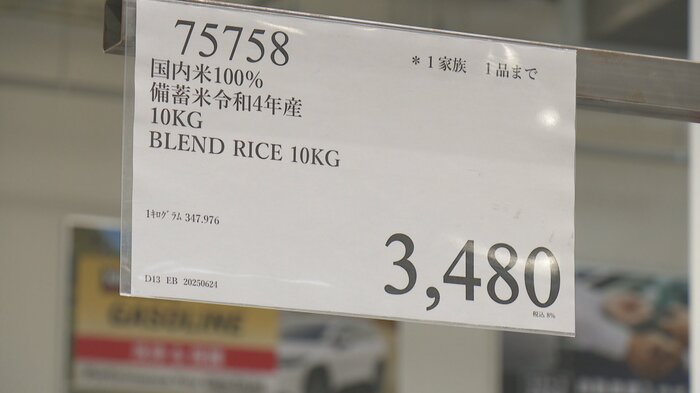 75758
*1家族 1品まで
国内米100%
備蓄米令和4年産
10KG
BLEND RICE 10KG
1ｷﾛｸﾞﾗﾑ 347.976
3,480
税込 8%
D13 EB 20250624
GASOLINE